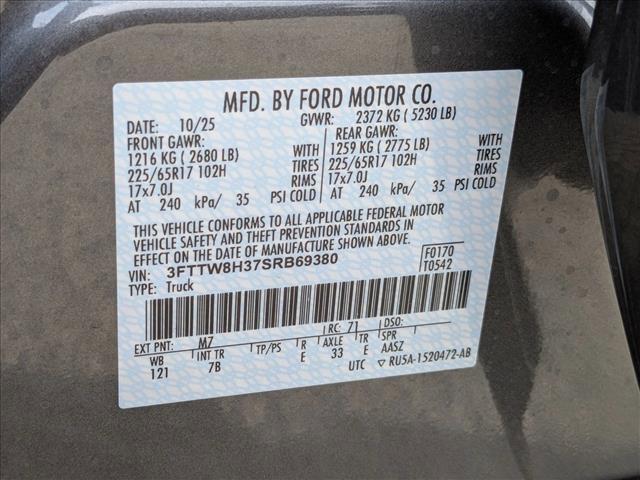 MFD. BY FORD MOTOR CO.
DATE: 10/25 GVWR: 2372 KG ( 5230 LB)
FRONT GAWR: REAR GAWR:
1216 KG ( 2680 LB) WITH 1259 KG ( 2775 LB) WITH
225/65R17 102H TIRES 225/65R17 102H TIRES
17x7.0J RIMS 17x7.0J RIMS
AT 240 kPa/ 35 PSI COLD AT 240 kPa/ 35 PSI COLD
THIS VEHICLE CONFORMS TO ALL APPLICABLE FEDERAL MOTOR
VEHICLE SAFETY AND THEFT PREVENTION STANDARDS IN
EFFECT ON THE DATE OF MANUFACTURE SHOWN ABOVE.
VIN: 3FTTW8H37SRB69380 F0170
TYPE: Truck T0542
EXT PNT: M7 RC: 71 DSO:
WB INT TR TP/PS R AXLE TR SPR
121 7B E 33 E AASZ
UTC ▽ RU5A-1520472-AB